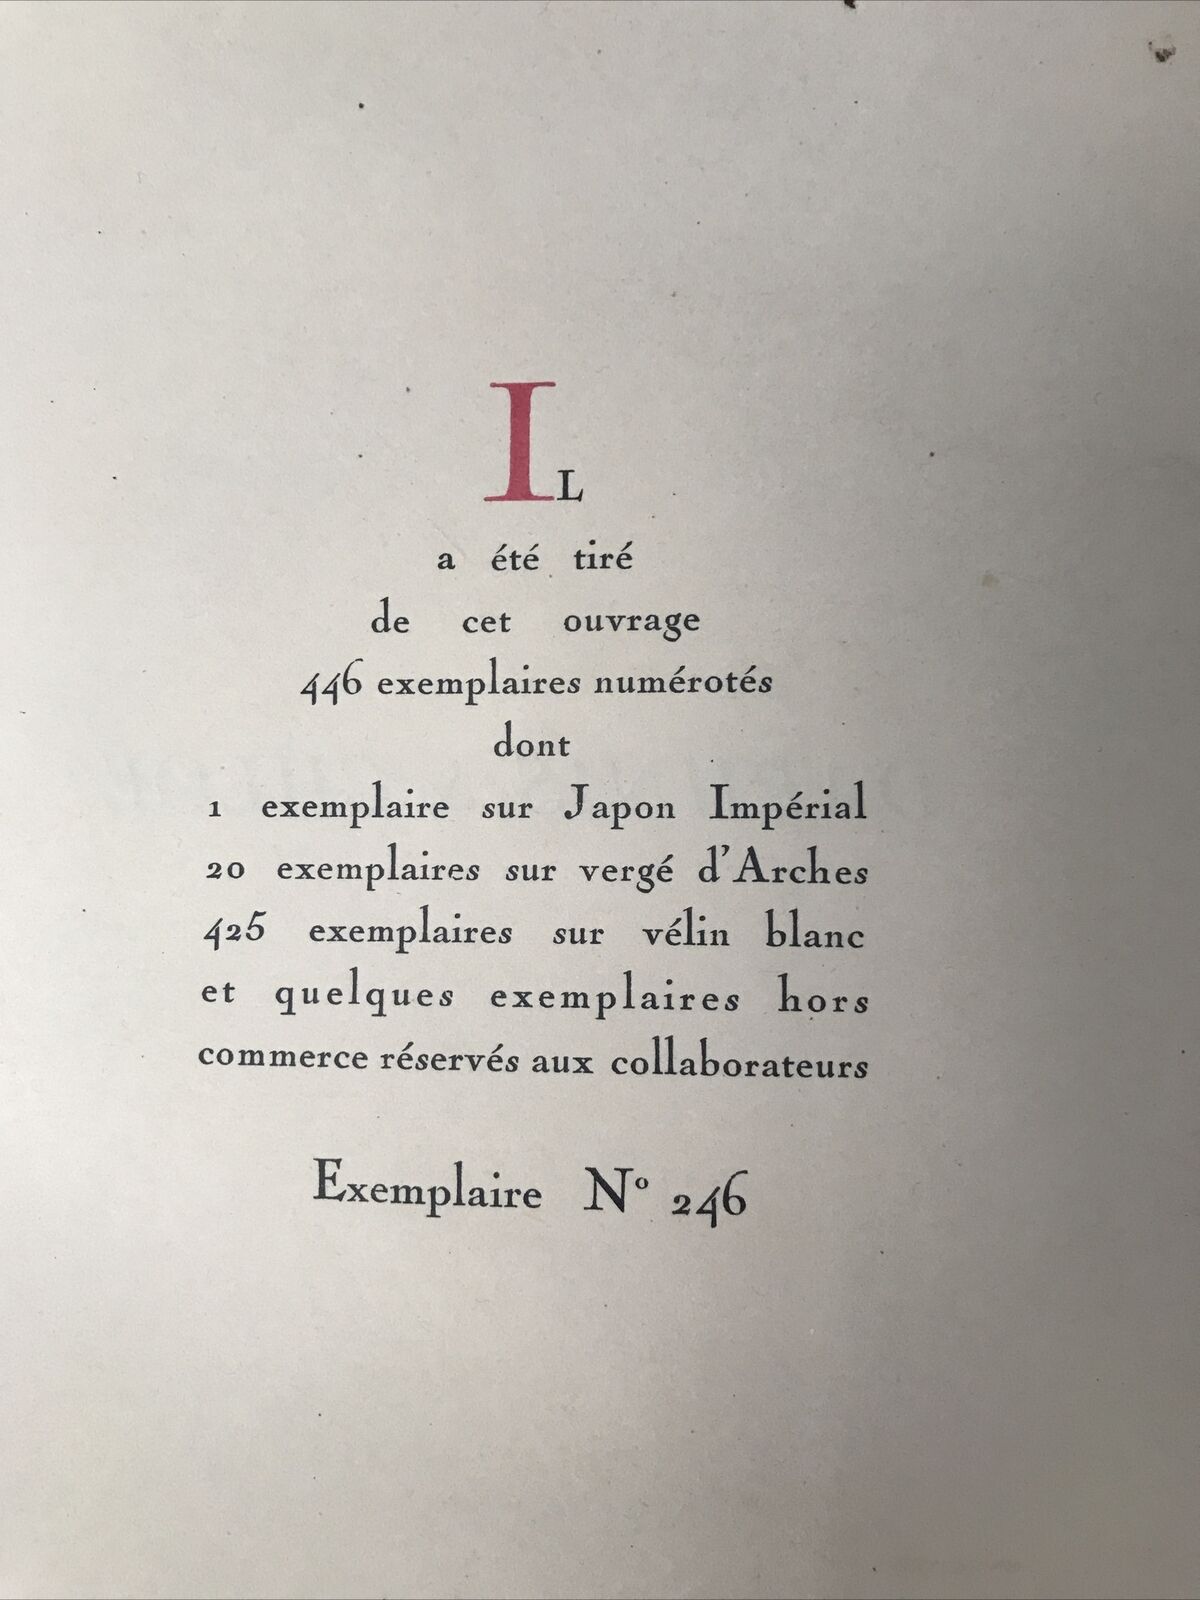 IL
a été tiré
de cet ouvrage
446 exemplaires numérotés
dont
1 exemplaire sur Japon Impérial
20 exemplaires sur vergé d'Arches
425 exemplaires sur vélin blanc
et quelques exemplaires hors
commerce réservés aux collaborateurs
Exemplaire Nº 246